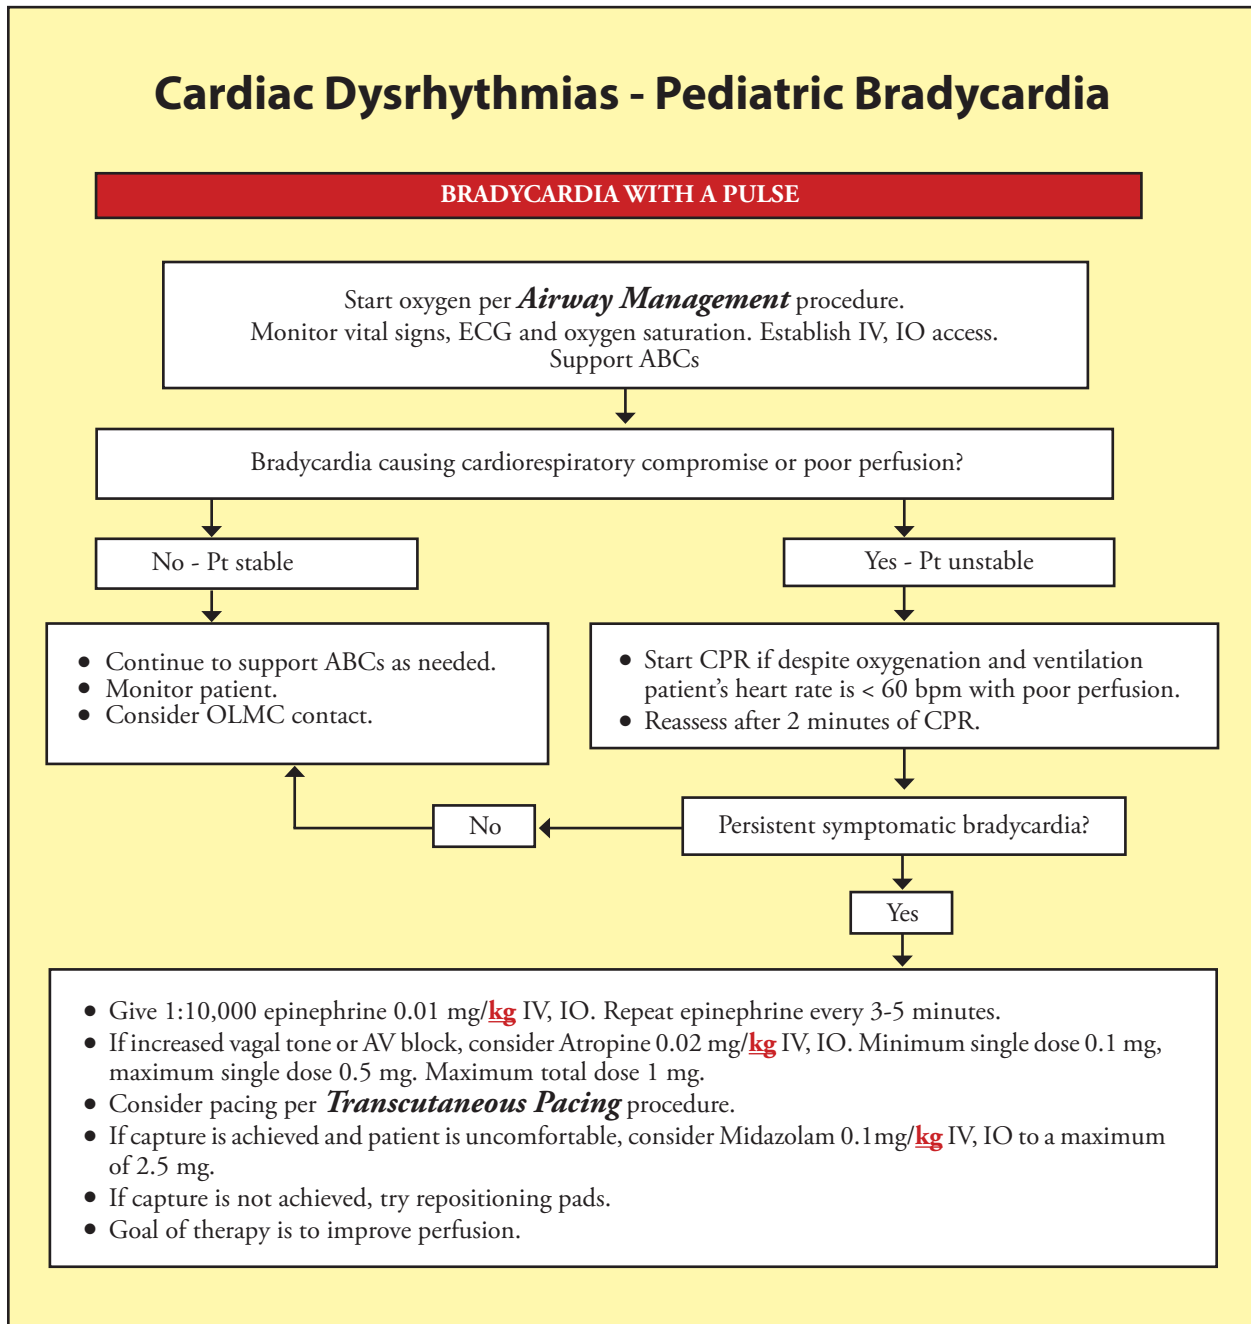 Cardiac Dysrhythmias - Pediatric Bradycardia
BRADYCARDIA WITH A PULSE
Start oxygen per Airway Management procedure.
Monitor vital signs, ECG and oxygen saturation. Establish IV, IO access.
Support ABCs
Bradycardia causing cardiorespiratory compromise or poor perfusion?
No - Pt stable
Yes - Pt unstable
• Continue to support ABCs as needed.
• Monitor patient.
• Consider OLMC contact.
• Start CPR if despite oxygenation and ventilation
patient's heart rate is < 60 bpm with poor perfusion.
• Reassess after 2 minutes of CPR.
No
Persistent symptomatic bradycardia?
Yes
• Give 1:10,000 epinephrine 0.01 mg/kg IV, IO. Repeat epinephrine every 3-5 minutes.
• If increased vagal tone or AV block, consider Atropine 0.02 mg/kg IV, IO. Minimum single dose 0.1 mg,
maximum single dose 0.5 mg. Maximum total dose 1 mg.
• Consider pacing per Transcutaneous Pacing procedure.
• If capture is achieved and patient is uncomfortable, consider Midazolam 0.1mg/kg IV, IO to a maximum
of 2.5 mg.
• If capture is not achieved, try repositioning pads.
• Goal of therapy is to improve perfusion.